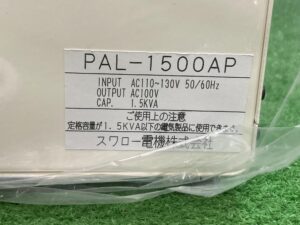 PAL-1500AP
INPUT AC110~130V 50/60Hz
OUTPUT AC100V
CAP. 1.5KVA
ご使用上の注意
定格容量が1.5KVA以下の電気製品に使用できます。
スワロー電機株式会社